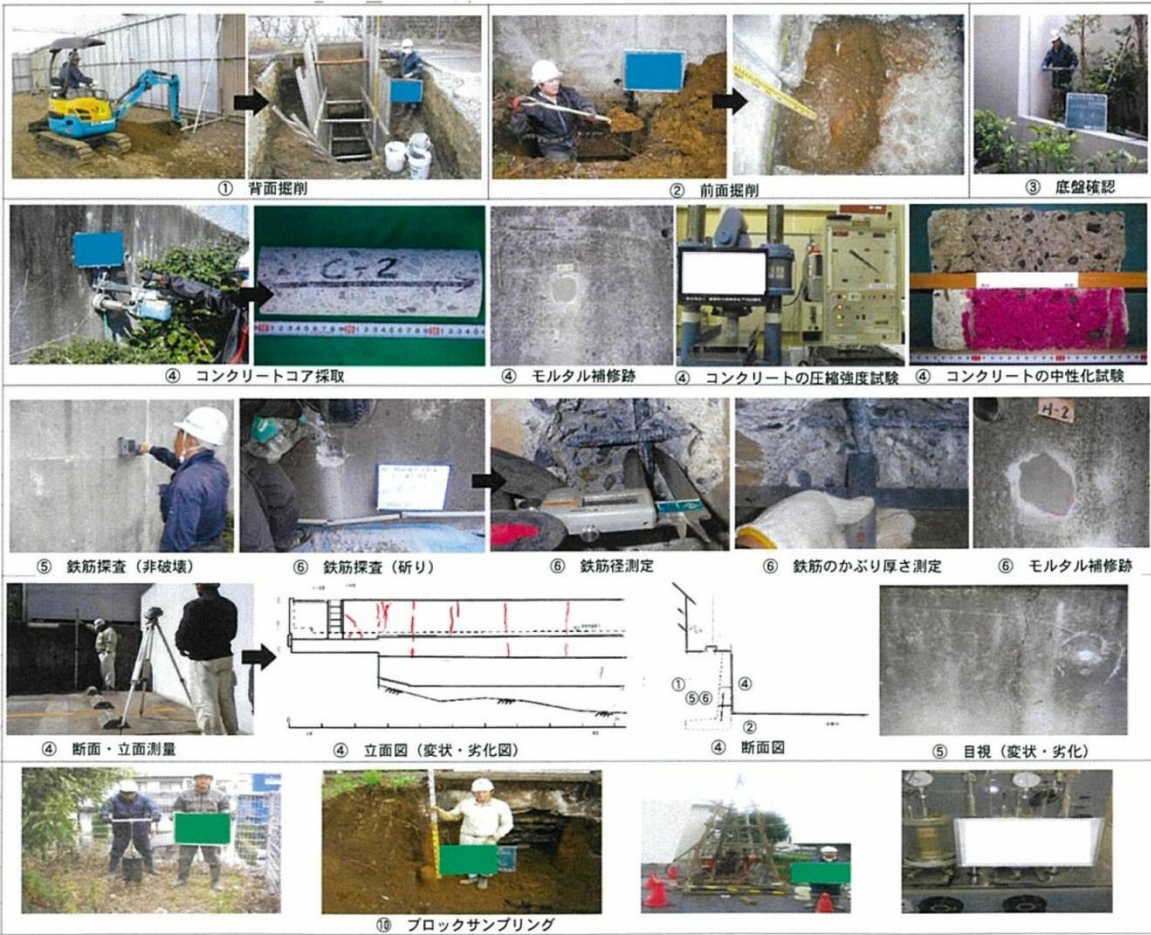 ① 背面掘削
② 前面掘削
③ 底盤確認
C-2
④ コンクリートコア採取
④ モルタル補修跡
④ コンクリートの圧縮強度試験
④ コンクリートの中性化試験
H-2
⑤ 鉄筋探査（非破壊）
⑥ 鉄筋探査（斫り）
⑥ 鉄筋径測定
⑥ 鉄筋のかぶり厚さ測定
⑥ モルタル補修跡
①
⑤⑥
④
②
④ 断面・立面測量
④ 立面図（変状・劣化図）
④ 断面図
⑤ 目視（変状・劣化）
⑩ ブロックサンプリング